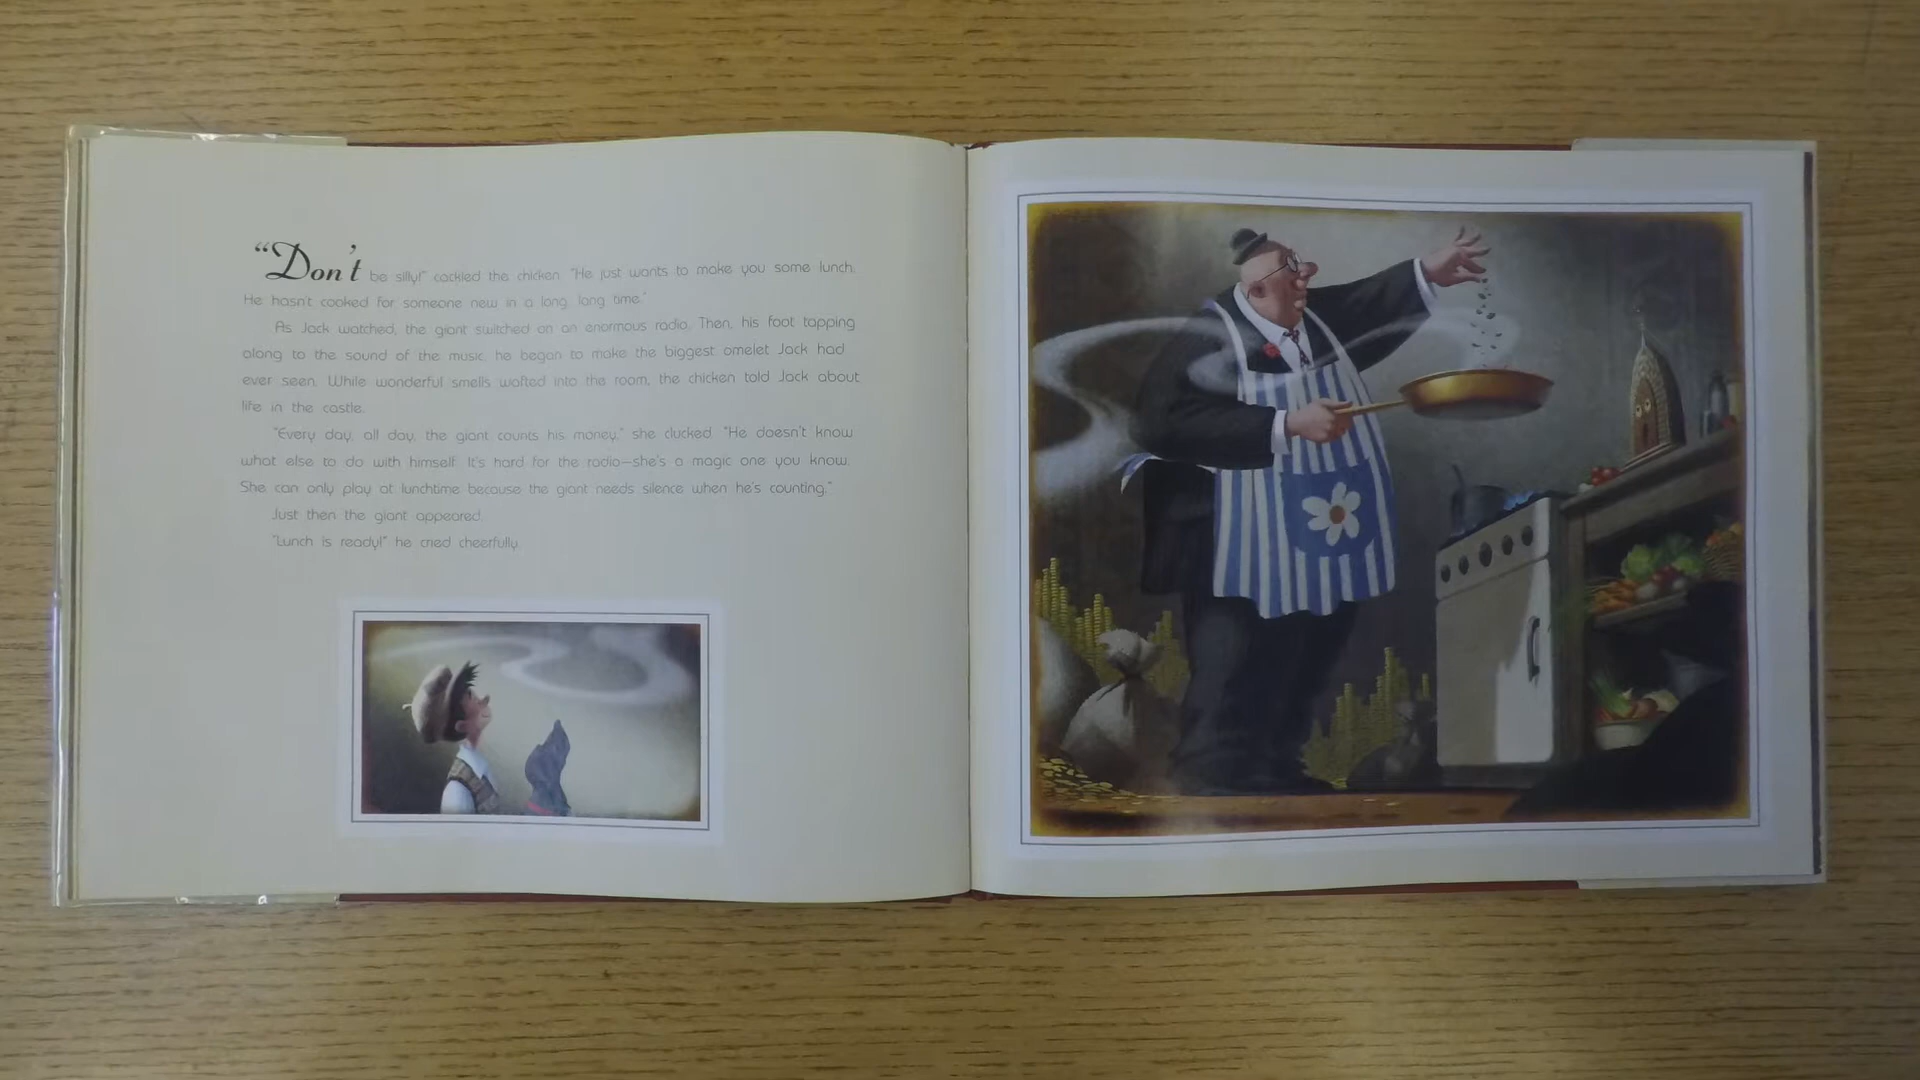 “Don't be silly!” cackled the chicken. “He just wants to make you some lunch.
He hasn't cooked for someone new in a long, long time.”
As Jack watched, the giant switched on an enormous radio. Then, his foot tapping
along to the sound of the music, he began to make the biggest omelet Jack had
ever seen. While wonderful smells wafted into the room, the chicken told Jack about
life in the castle.
“Every day, all day, the giant counts his money,” she clucked. “He doesn't know
what else to do with himself. It's hard for the radio—she's a magic one you know.
She can only play at lunchtime because the giant needs silence when he's counting.”
Just then the giant appeared.
“Lunch is ready!” he cried cheerfully.